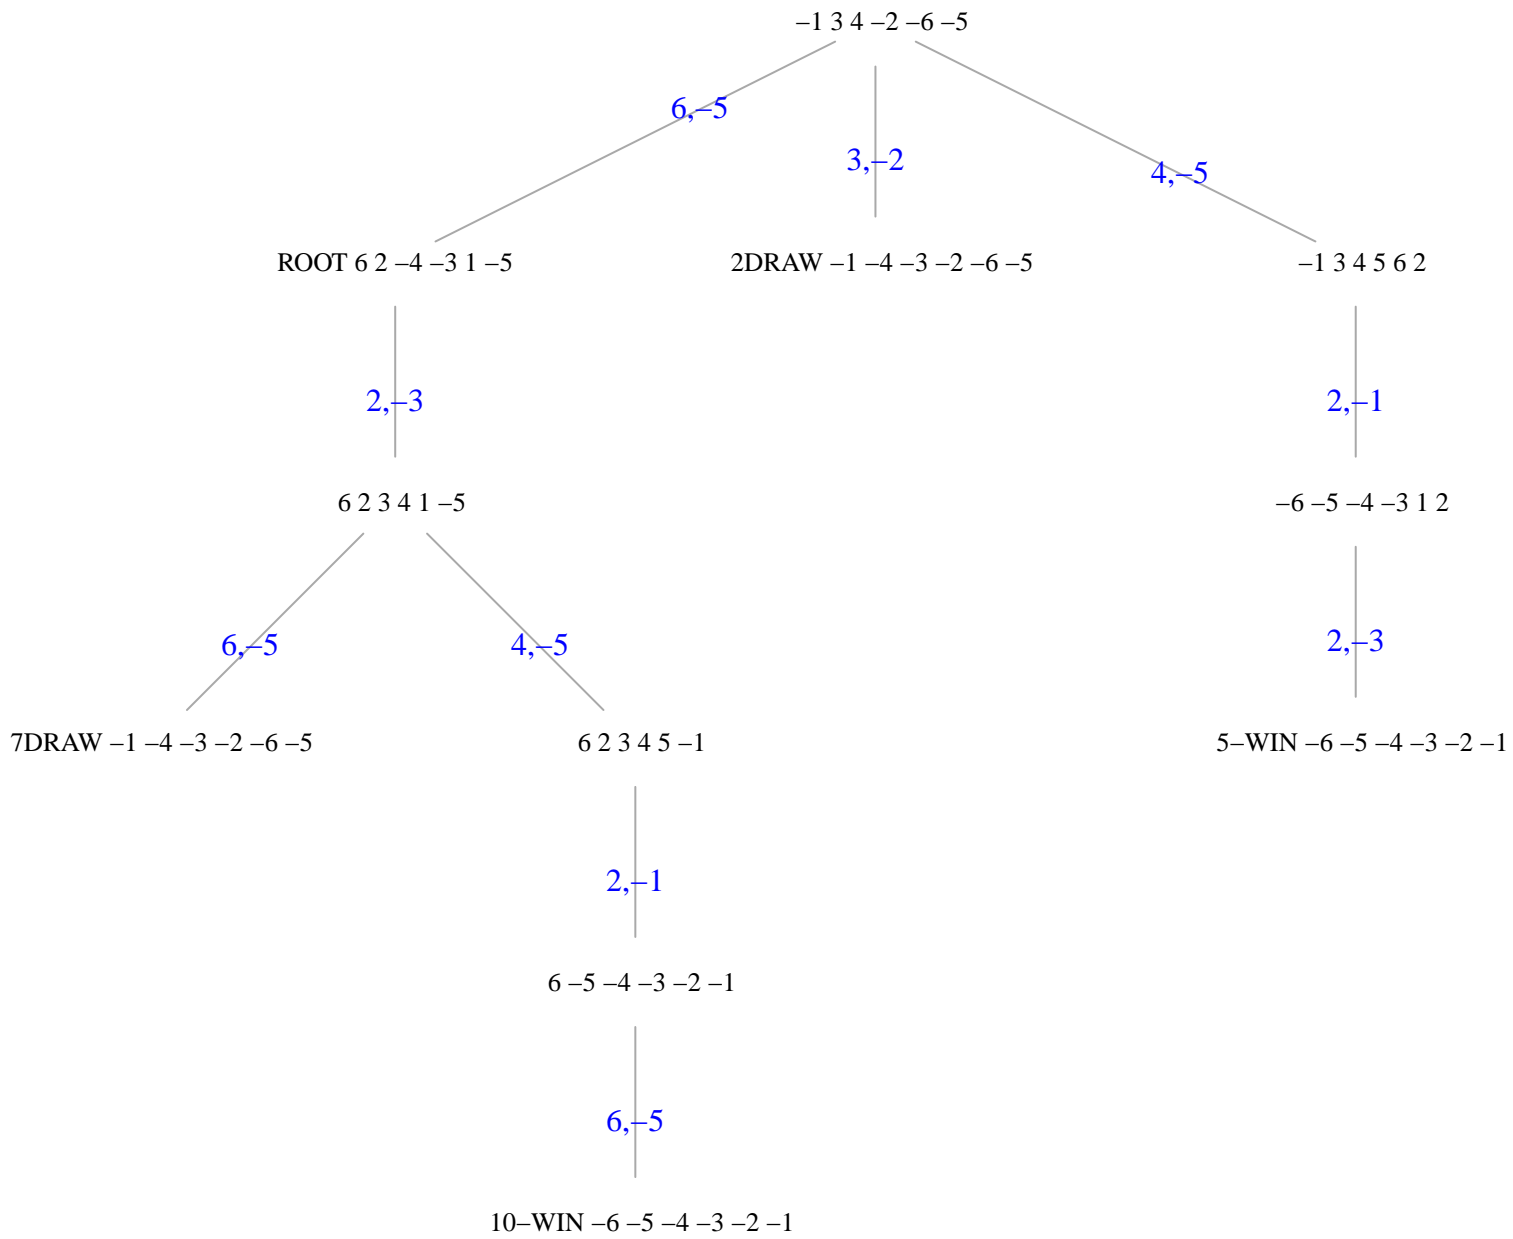 –1 3 4 –2 –6 –5
6,–5
3,–2
4,–5
ROOT 6 2 –4 –3 1 –5
2DRAW –1 –4 –3 –2 –6 –5
–1 3 4 5 6 2
2,–3
2,–1
6 2 3 4 1 –5
–6 –5 –4 –3 1 2
6,–5
4,–5
2,–3
7DRAW –1 –4 –3 –2 –6 –5
6 2 3 4 5 –1
5–WIN –6 –5 –4 –3 –2 –1
2,–1
6 –5 –4 –3 –2 –1
6,–5
10–WIN –6 –5 –4 –3 –2 –1